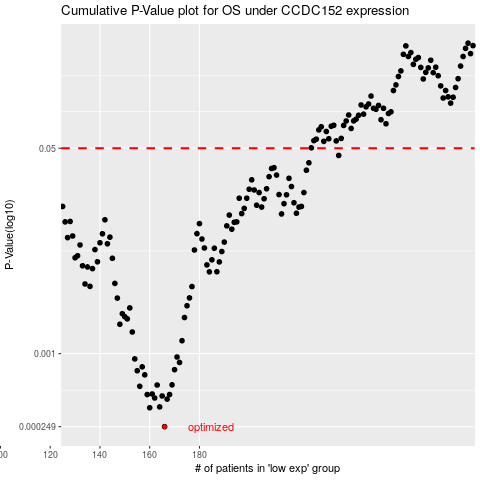 Cumulative P-Value plot for OS under CCDC152 expression
P-Value(log10)
0.05
0.001
0.000249
optimized
00 120 140 160 180
# of patients in 'low exp' group